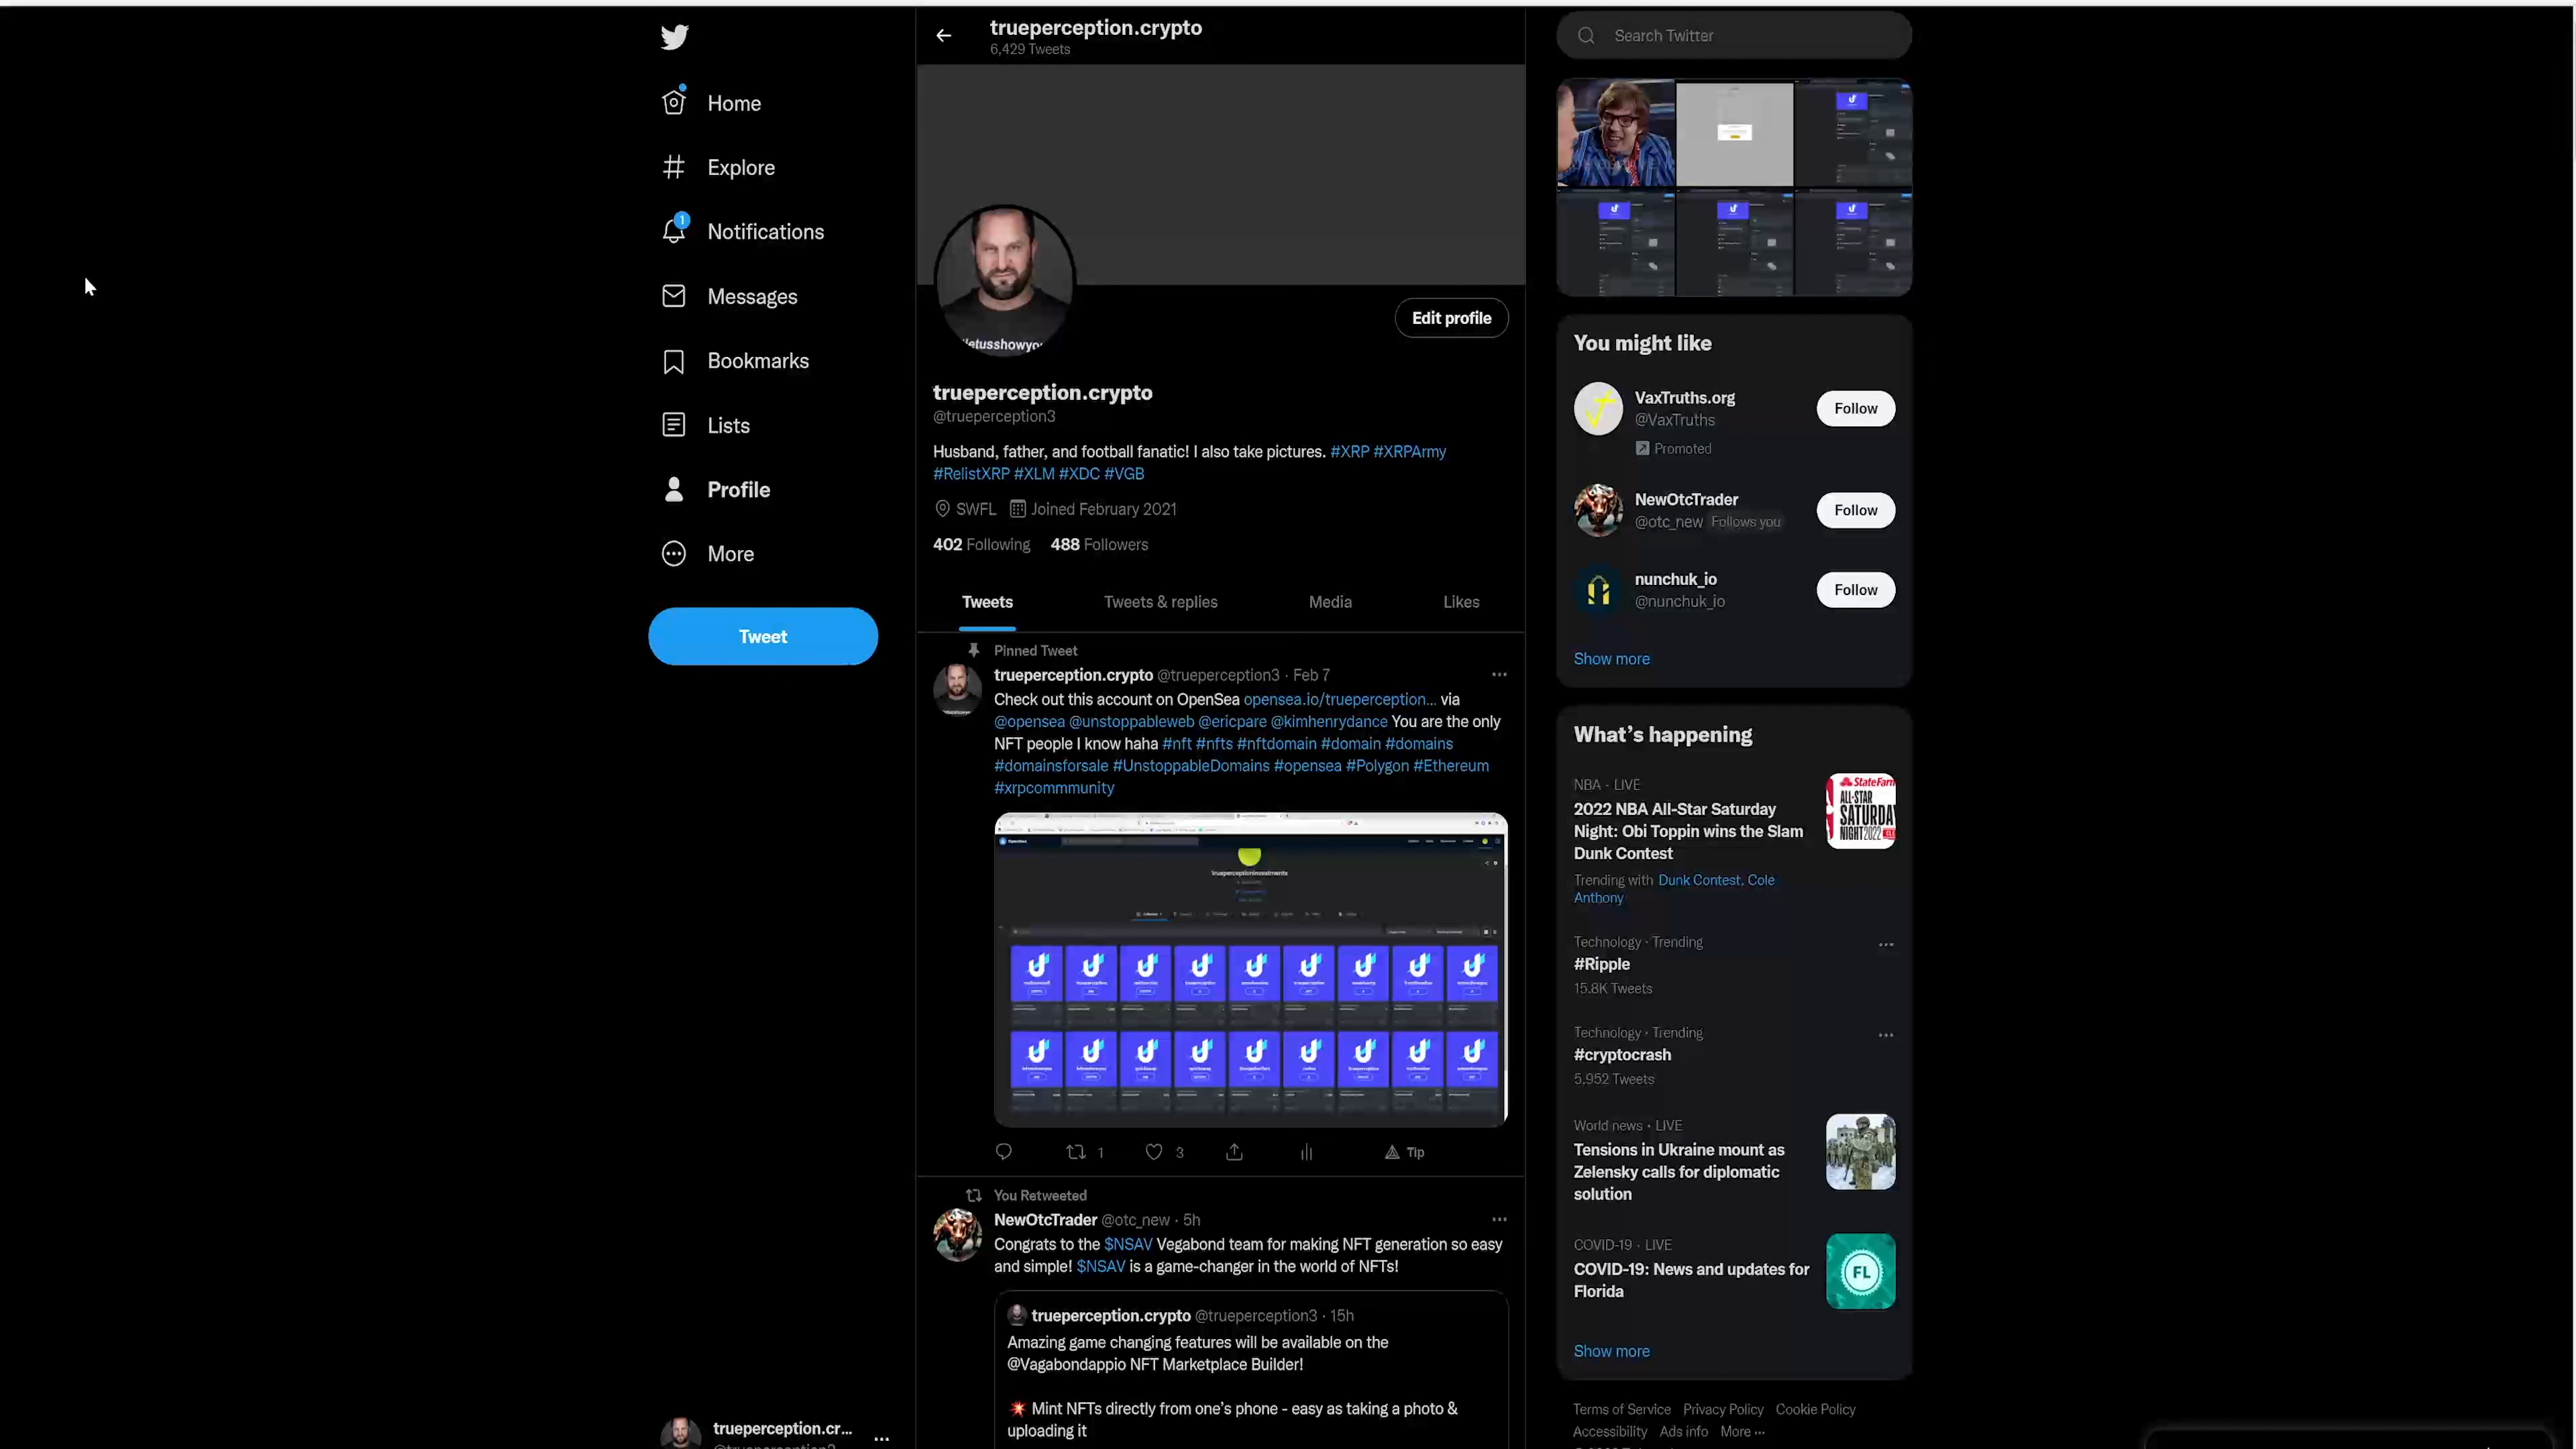 Home
Explore
1
Notifications
Messages
Bookmarks
Lists
Profile
More
Tweet
trueperception.cr...
trueperception.crypto
6,429 Tweets
Edit profile
trueperception.crypto
@trueperception3
Husband, father, and football fanatic! I also take pictures. #XRP #XRPArmy
#RelistXRP #XLM #XDC #VGB
SWFL Joined February 2021
402 Following 488 Followers
Tweets Tweets & replies Media Likes
Pinned Tweet
trueperception.crypto @trueperception3 · Feb 7
Check out this account on OpenSea opensea.io/trueperception… via
@opensea @unstoppableweb @ericpare @kimhenrydance You are the only
NFT people I know haha #nft #nfts #nftdomain #domain #domains
#domainsforsale #UnstoppableDomains #opensea #Polygon #Ethereum
#xrpcommmunity
1 3 Tip
You Retweeted
NewOtcTrader @otc_new · 5h
Congrats to the $NSAV Vegabond team for making NFT generation so easy
and simple! $NSAV is a game-changer in the world of NFTs!
trueperception.crypto @trueperception3 · 15h
Amazing game changing features will be available on the
@Vagabondappio NFT Marketplace Builder!
💥 Mint NFTs directly from one's phone - easy as taking a photo &
uploading it
Search Twitter
You might like
VaxTruths.org
@VaxTruths
Promoted
Follow
NewOtcTrader
@otc_new Follows you
Follow
nunchuk_io
@nunchuk_io
Follow
Show more
What's happening
NBA · LIVE
2022 NBA All-Star Saturday
Night: Obi Toppin wins the Slam
Dunk Contest
Trending with Dunk Contest, Cole
Anthony
StateFarm
ALL-STAR
SATURDAY
NIGHT 2022
Technology · Trending
#Ripple
15.8K Tweets
Technology · Trending
#cryptocrash
5,952 Tweets
World news · LIVE
Tensions in Ukraine mount as
Zelensky calls for diplomatic
solution
COVID-19 · LIVE
COVID-19: News and updates for
Florida
FL
Show more
Terms of Service Privacy Policy Cookie Policy
Accessibility Ads info More ···